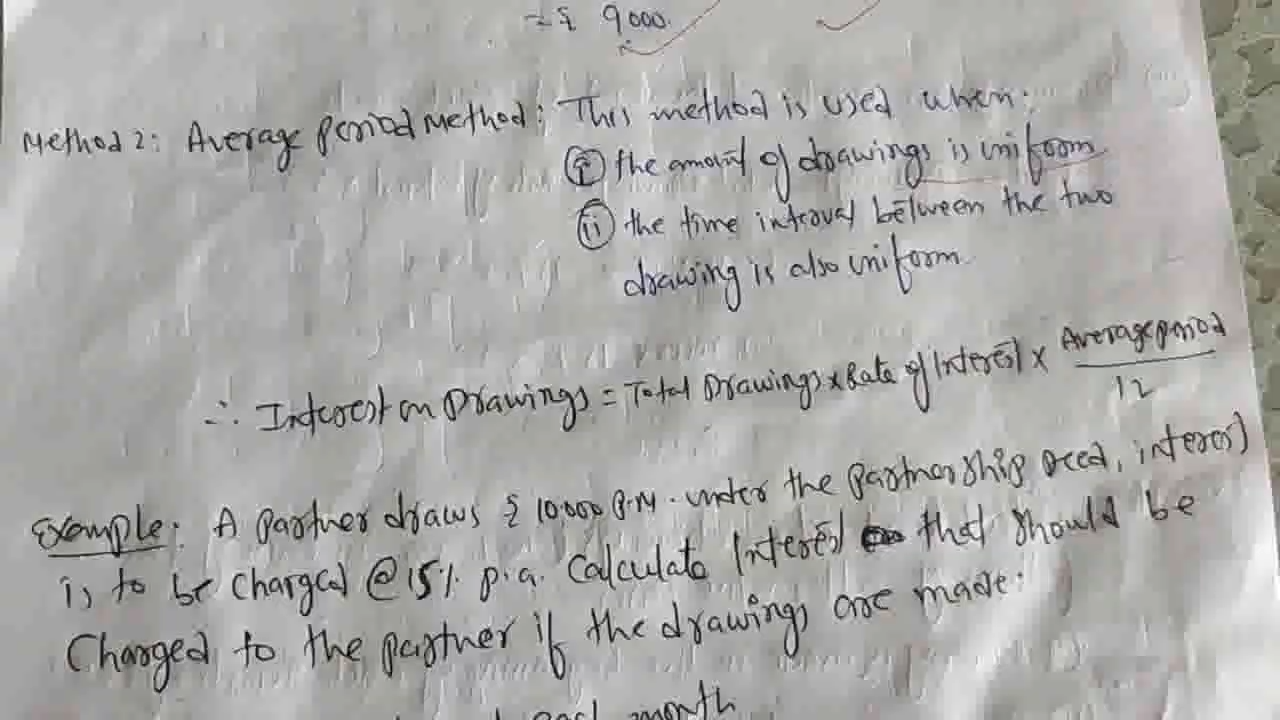 = ₹ 9000.
Method 2: Average period Method: This method is used when:
(i) the amount of drawings is uniform
(ii) the time interval between the two
drawing is also uniform.
∴ Interest on Drawings = Total Drawings x Rate of Interest x Average period / 12
Example: A partner draws ₹ 10000 P.M. under the partnership deed, interest
is to be charged @ 15% p.a. Calculate Interest that should be
Charged to the partner if the drawings are made:
month